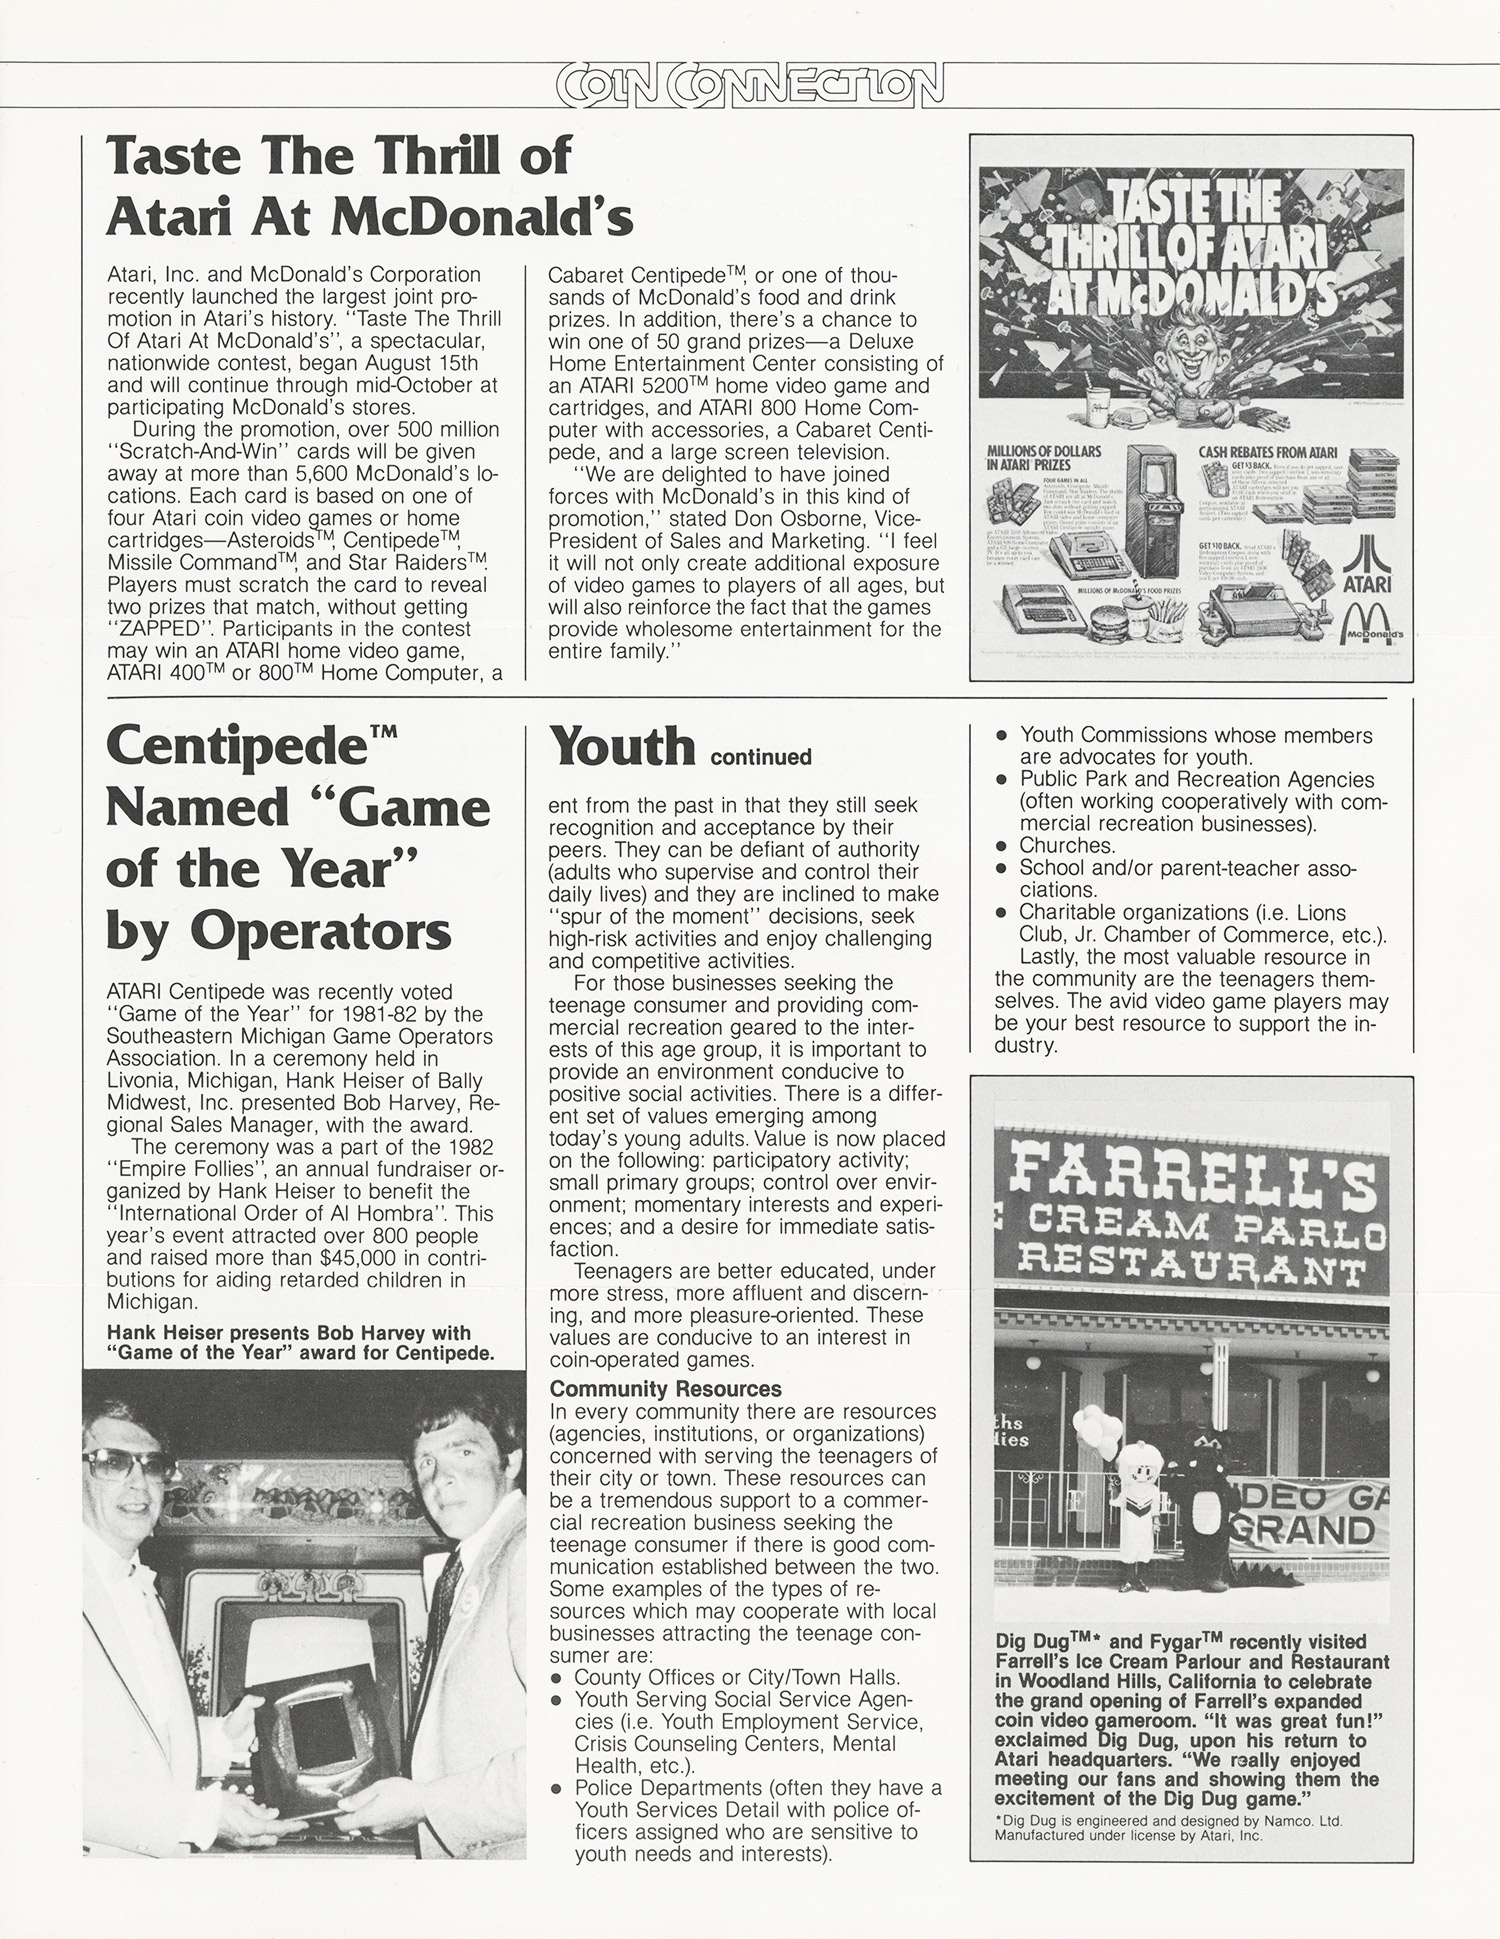 COIN CONNECTION
Taste The Thrill of
Atari At McDonald's
Atari, Inc. and McDonald's Corporation
recently launched the largest joint pro-
motion in Atari's history. "Taste The Thrill
Of Atari At McDonald's", a spectacular,
nationwide contest, began August 15th
and will continue through mid-October at
participating McDonald's stores.
During the promotion, over 500 million
"Scratch-And-Win" cards will be given
away at more than 5,600 McDonald's lo-
cations. Each card is based on one of
four Atari coin video games or home
cartridges—Asteroids™, Centipede™,
Missile Command™, and Star Raiders™.
Players must scratch the card to reveal
two prizes that match, without getting
"ZAPPED". Participants in the contest
may win an ATARI home video game,
ATARI 400™ or 800™ Home Computer, a
Cabaret Centipede™, or one of thou-
sands of McDonald's food and drink
prizes. In addition, there's a chance to
win one of 50 grand prizes—a Deluxe
Home Entertainment Center consisting of
an ATARI 5200™ home video game and
cartridges, and ATARI 800 Home Com-
puter with accessories, a Cabaret Centi-
pede, and a large screen television.
"We are delighted to have joined
forces with McDonald's in this kind of
promotion," stated Don Osborne, Vice-
President of Sales and Marketing. "I feel
it will not only create additional exposure
of video games to players of all ages, but
will also reinforce the fact that the games
provide wholesome entertainment for the
entire family."
TASTE THE
THRILL OF ATARI
AT McDONALD'S
MILLIONS OF DOLLARS
IN ATARI PRIZES
FOUR GAMES IN ALL
CASH REBATES FROM ATARI
GET $3 BACK.
GET $10 BACK.
MILLIONS OF McDONALD'S FOOD PRIZES
ATARI
McDonald's
Centipede™
Named "Game
of the Year"
by Operators
ATARI Centipede was recently voted
"Game of the Year" for 1981-82 by the
Southeastern Michigan Game Operators
Association. In a ceremony held in
Livonia, Michigan, Hank Heiser of Bally
Midwest, Inc. presented Bob Harvey, Re-
gional Sales Manager, with the award.
The ceremony was a part of the 1982
"Empire Follies", an annual fundraiser or-
ganized by Hank Heiser to benefit the
"International Order of Al Hombra". This
year's event attracted over 800 people
and raised more than $45,000 in contri-
butions for aiding retarded children in
Michigan.
Hank Heiser presents Bob Harvey with
"Game of the Year" award for Centipede.
Youth continued
ent from the past in that they still seek
recognition and acceptance by their
peers. They can be defiant of authority
(adults who supervise and control their
daily lives) and they are inclined to make
"spur of the moment" decisions, seek
high-risk activities and enjoy challenging
and competitive activities.
For those businesses seeking the
teenage consumer and providing com-
mercial recreation geared to the inter-
ests of this age group, it is important to
provide an environment conducive to
positive social activities. There is a differ-
ent set of values emerging among
today's young adults. Value is now placed
on the following: participatory activity;
small primary groups; control over envir-
onment; momentary interests and experi-
ences; and a desire for immediate satis-
faction.
Teenagers are better educated, under
more stress, more affluent and discern-
ing, and more pleasure-oriented. These
values are conducive to an interest in
coin-operated games.
Community Resources
In every community there are resources
(agencies, institutions, or organizations)
concerned with serving the teenagers of
their city or town. These resources can
be a tremendous support to a commer-
cial recreation business seeking the
teenage consumer if there is good com-
munication established between the two.
Some examples of the types of re-
sources which may cooperate with local
businesses attracting the teenage con-
sumer are:
● County Offices or City/Town Halls.
● Youth Serving Social Service Agen-
cies (i.e. Youth Employment Service,
Crisis Counseling Centers, Mental
Health, etc.).
● Police Departments (often they have a
Youth Services Detail with police of-
ficers assigned who are sensitive to
youth needs and interests).
● Youth Commissions whose members
are advocates for youth.
● Public Park and Recreation Agencies
(often working cooperatively with com-
mercial recreation businesses).
● Churches.
● School and/or parent-teacher asso-
ciations.
● Charitable organizations (i.e. Lions
Club, Jr. Chamber of Commerce, etc.).
Lastly, the most valuable resource in
the community are the teenagers them-
selves. The avid video game players may
be your best resource to support the in-
dustry.
FARRELL'S
E CREAM PARLO
RESTAURANT
ths
dies
IDEO GA
GRAND
Dig Dug™* and Fygar™ recently visited
Farrell's Ice Cream Parlour and Restaurant
in Woodland Hills, California to celebrate
the grand opening of Farrell's expanded
coin video gameroom. "It was great fun!"
exclaimed Dig Dug, upon his return to
Atari headquarters. "We really enjoyed
meeting our fans and showing them the
excitement of the Dig Dug game."
*Dig Dug is engineered and designed by Namco. Ltd.
Manufactured under license by Atari, Inc.